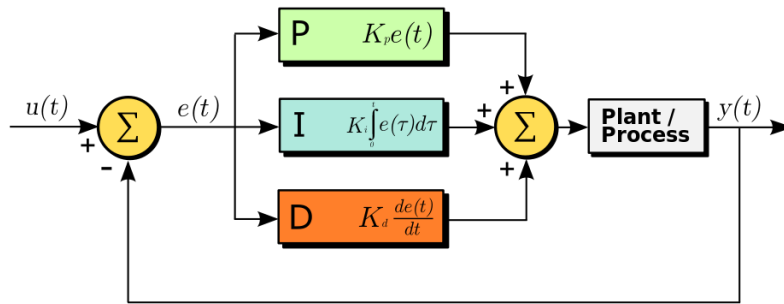 P K_p e(t)
u(t) e(t) + y(t)
Σ + I K_i ∫_0^t e(τ)dτ + Σ Plant /
Process
-
+
D K_d de(t)/dt
+